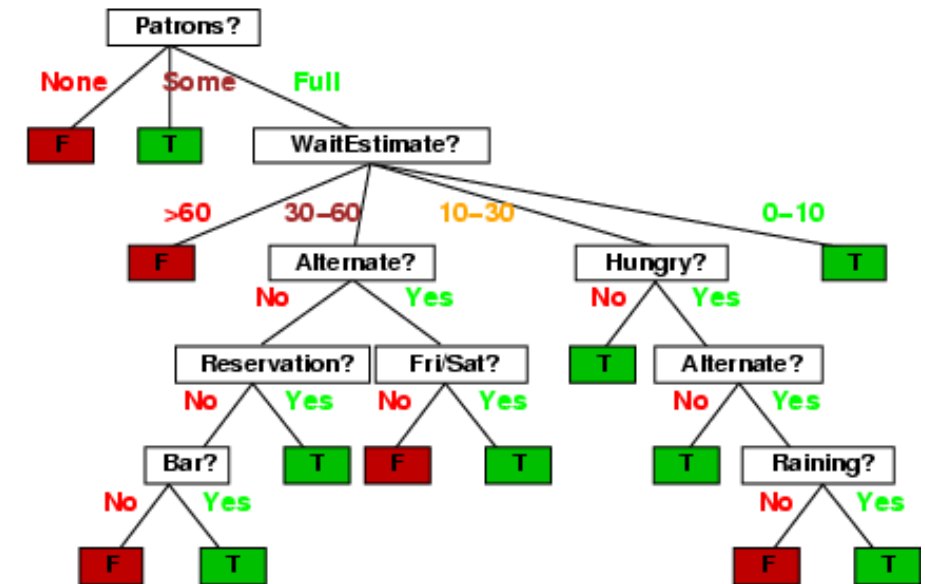 Patrons?
None Some Full
F T WaitEstimate?
>60 30–60 10–30 0–10
F Alternate? Hungry? T
No Yes No Yes
Reservation? Fri/Sat? T Alternate?
No Yes No Yes No Yes
Bar? T F T T Raining?
No Yes No Yes
F T F T